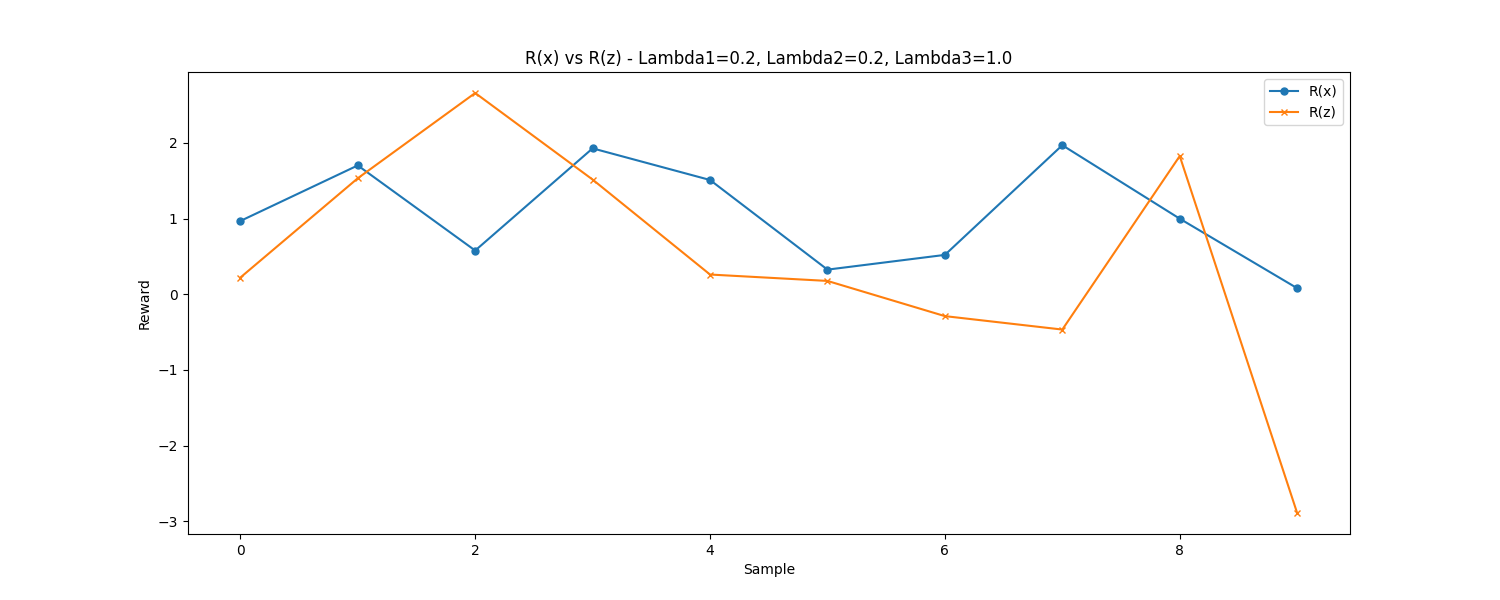 R(x) vs R(z) - Lambda1=0.2, Lambda2=0.2, Lambda3=1.0
R(x)
R(z)
Reward
2
1
0
−1
−2
−3
0 2 4 6 8
Sample